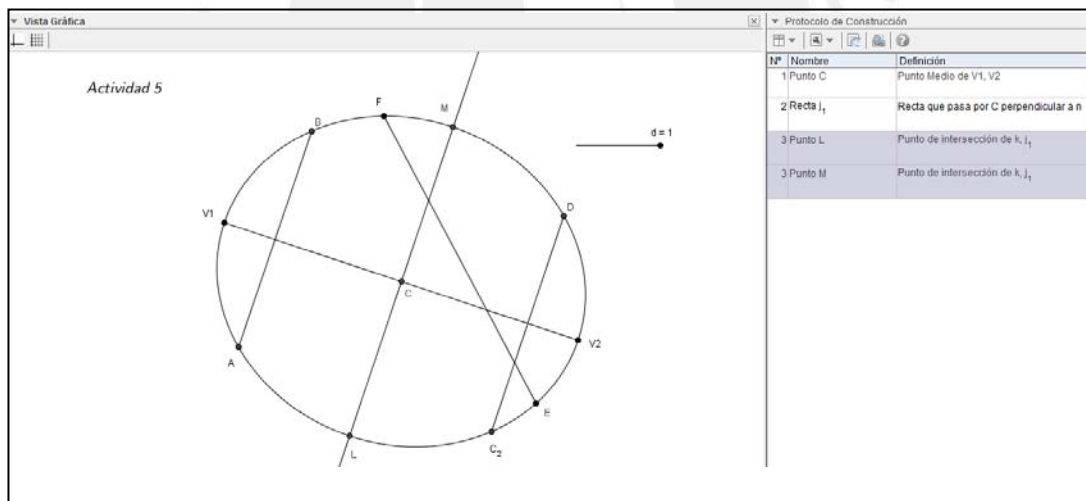 Vista Gráfica
Protocolo de Construcción
Nº Nombre Definición
1 Punto C Punto Medio de V1, V2
2 Recta j₁ Recta que pasa por C perpendicular a n
3 Punto L Punto de intersección de k, j₁
3 Punto M Punto de intersección de k, j₁
Actividad 5
F
M
B
d = 1
V1
D
C
V2
A
E
C₂
L